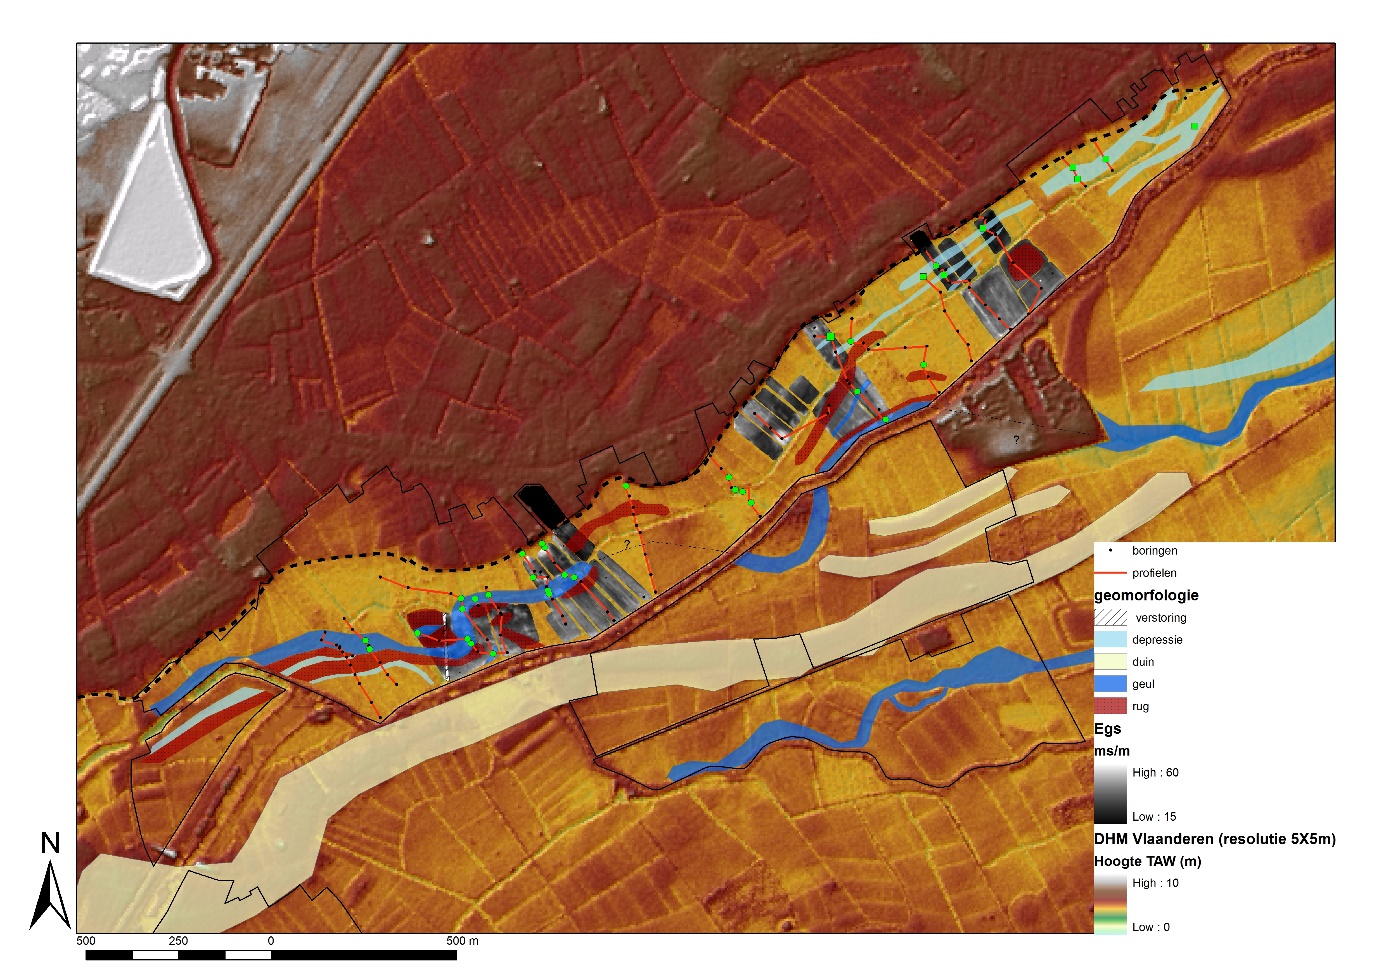 ?
?
boringen
profielen
geomorfologie
verstoring
depressie
duin
geul
rug
Egs
ms/m
High : 60
Low : 15
DHM Vlaanderen (resolutie 5X5m)
Hoogte TAW (m)
High : 10
Low : 0
N
500 250 0 500 m